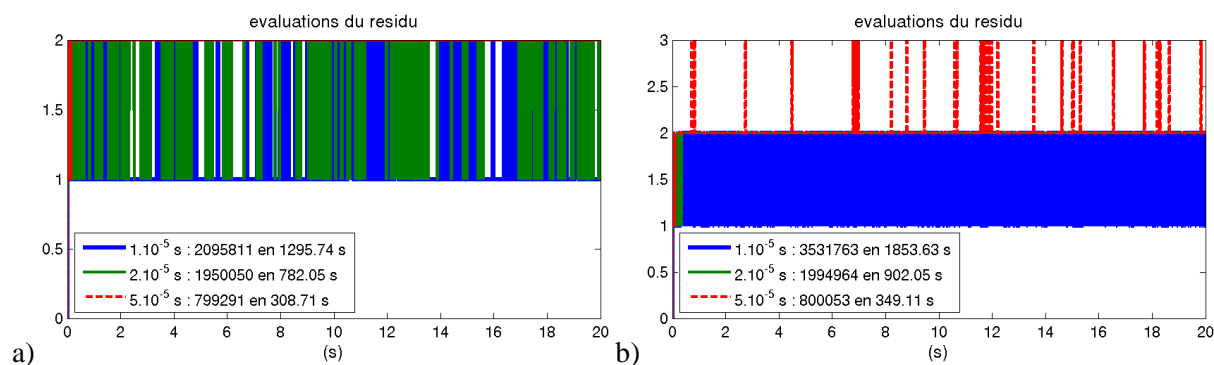 evaluations du residu
2
1.5
1
0.5
0
1.10⁻⁵ s : 2095811 en 1295.74 s
2.10⁻⁵ s : 1950050 en 782.05 s
5.10⁻⁵ s : 799291 en 308.71 s
0 2 4 6 8 10 12 14 16 18 20
(s)
a)
evaluations du residu
3
2.5
2
1.5
1
0.5
0
1.10⁻⁵ s : 3531763 en 1853.63 s
2.10⁻⁵ s : 1994964 en 902.05 s
5.10⁻⁵ s : 800053 en 349.11 s
0 2 4 6 8 10 12 14 16 18 20
(s)
b)